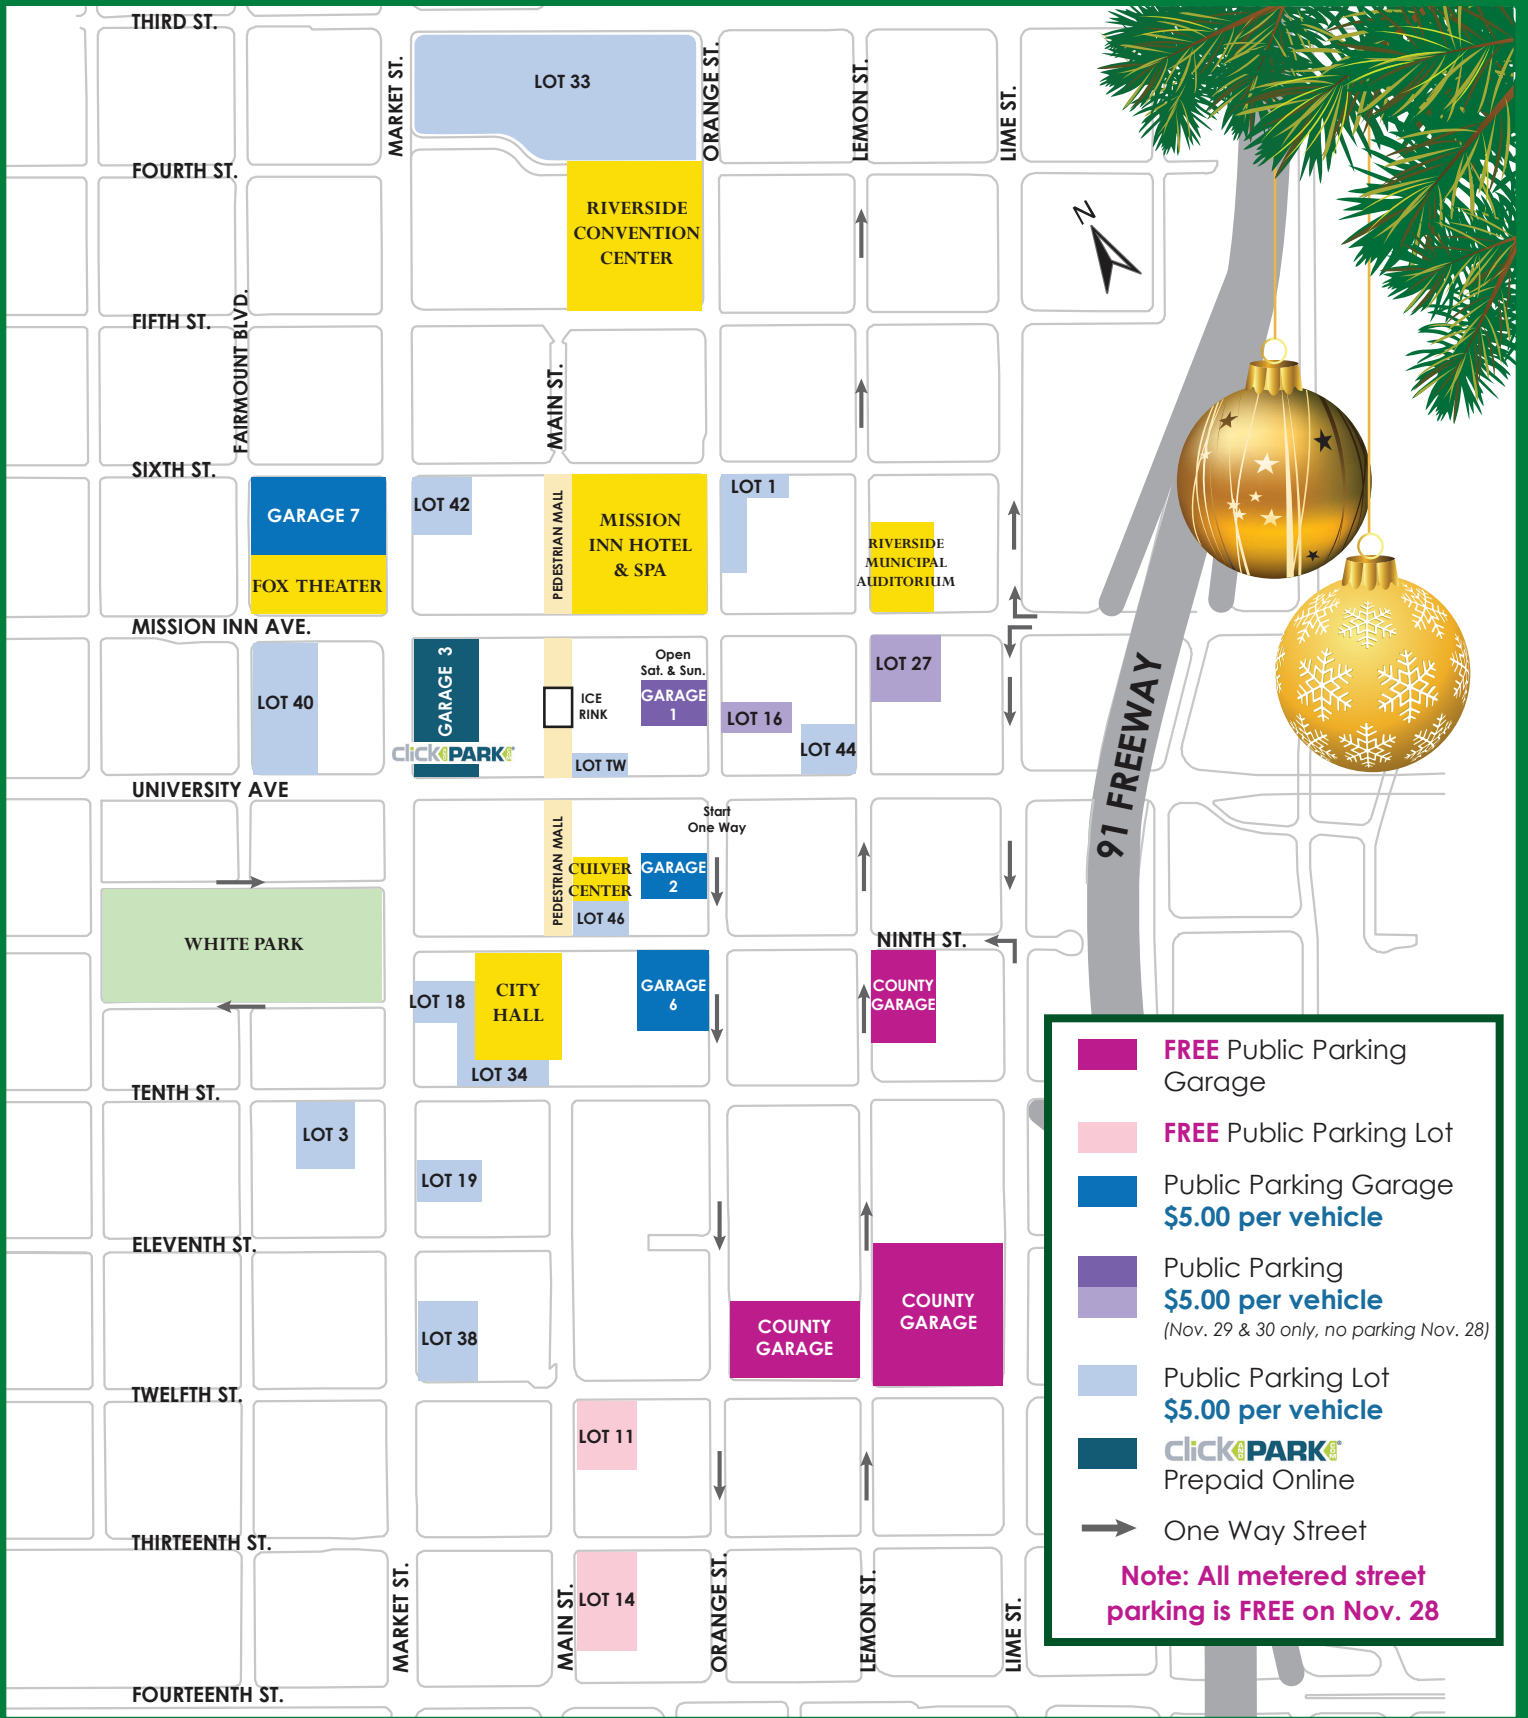 THIRD ST.
MARKET ST.
LOT 33
ORANGE ST.
LEMON ST.
LIME ST.
FOURTH ST.
RIVERSIDE
CONVENTION
CENTER
N
FIFTH ST.
FAIRMOUNT BLVD.
MAIN ST.
SIXTH ST.
GARAGE 7
FOX THEATER
LOT 42
PEDESTRIAN MALL
MISSION
INN HOTEL
& SPA
LOT 1
RIVERSIDE
MUNICIPAL
AUDITORIUM
MISSION INN AVE.
LOT 40
GARAGE 3
clickANDPARK.COM®
ICE
RINK
Open
Sat. & Sun.
GARAGE
1
LOT TW
LOT 16
LOT 44
LOT 27
91 FREEWAY
UNIVERSITY AVE
PEDESTRIAN MALL
CULVER
CENTER
LOT 46
GARAGE
2
Start
One Way
WHITE PARK
NINTH ST.
LOT 18
CITY
HALL
LOT 34
GARAGE
6
COUNTY
GARAGE
TENTH ST.
LOT 3
LOT 19
ELEVENTH ST.
LOT 38
COUNTY
GARAGE
COUNTY
GARAGE
TWELFTH ST.
LOT 11
THIRTEENTH ST.
MARKET ST.
MAIN ST.
LOT 14
ORANGE ST.
LEMON ST.
LIME ST.
FOURTEENTH ST.
FREE Public Parking
Garage
FREE Public Parking Lot
Public Parking Garage
$5.00 per vehicle
Public Parking
$5.00 per vehicle
(Nov. 29 & 30 only, no parking Nov. 28)
Public Parking Lot
$5.00 per vehicle
clickANDPARK.COM®
Prepaid Online
One Way Street
Note: All metered street
parking is FREE on Nov. 28